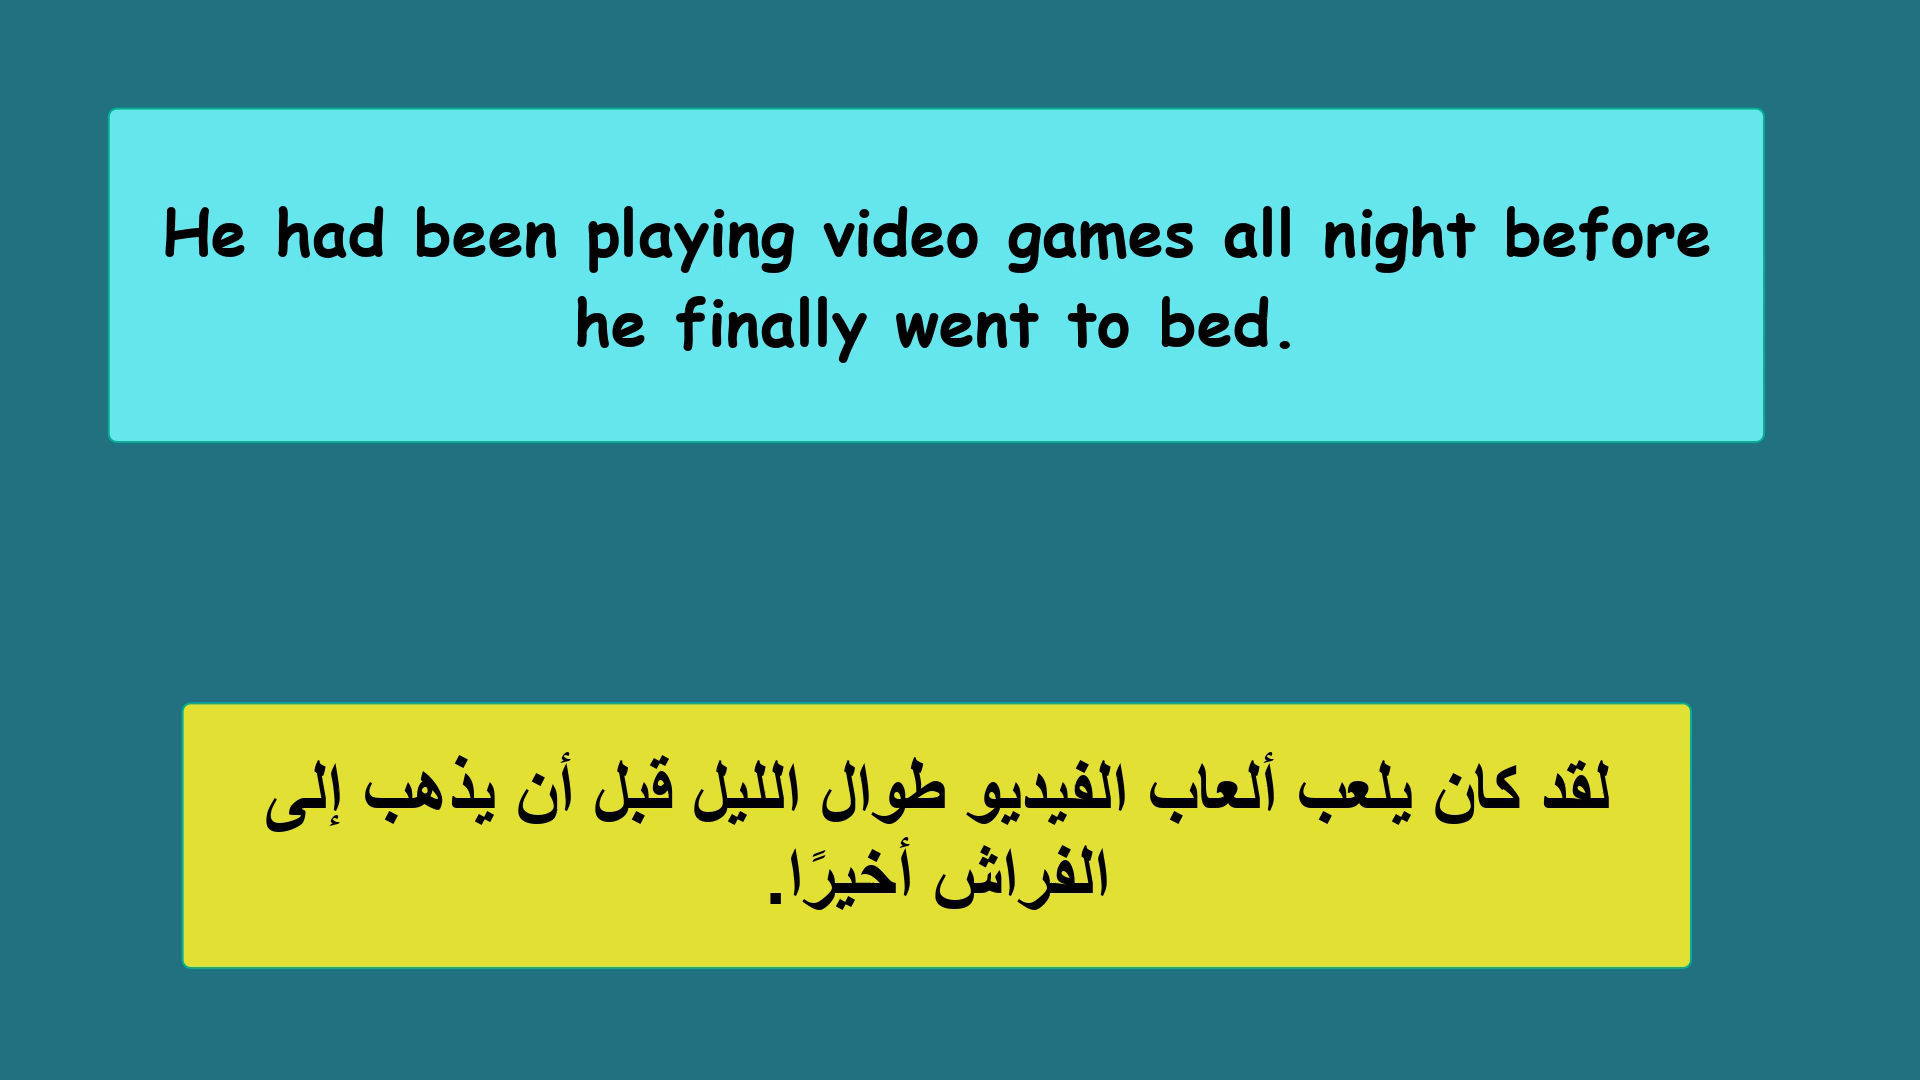 He had been playing video games all night before
he finally went to bed.
لقد كان يلعب ألعاب الفيديو طوال الليل قبل أن يذهب إلى
الفراش أخيرًا.